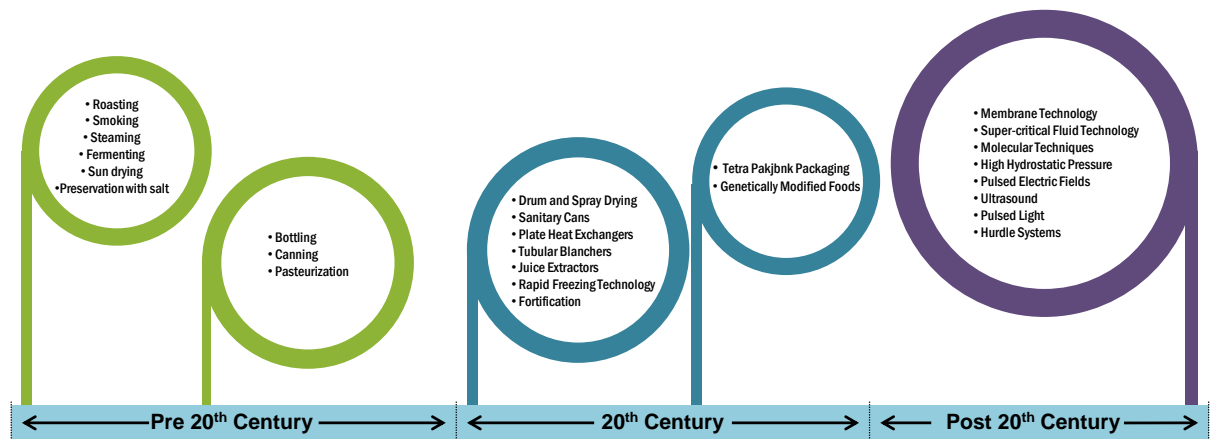 • Roasting
• Smoking
• Steaming
• Fermenting
• Sun drying
•Preservation with salt
• Bottling
• Canning
• Pasteurization
• Drum and Spray Drying
• Sanitary Cans
• Plate Heat Exchangers
• Tubular Blanchers
• Juice Extractors
• Rapid Freezing Technology
• Fortification
• Tetra Pakjbnk Packaging
• Genetically Modified Foods
• Membrane Technology
• Super-critical Fluid Technology
• Molecular Techniques
• High Hydrostatic Pressure
• Pulsed Electric Fields
• Ultrasound
• Pulsed Light
• Hurdle Systems
Pre 20th Century
20th Century
Post 20th Century